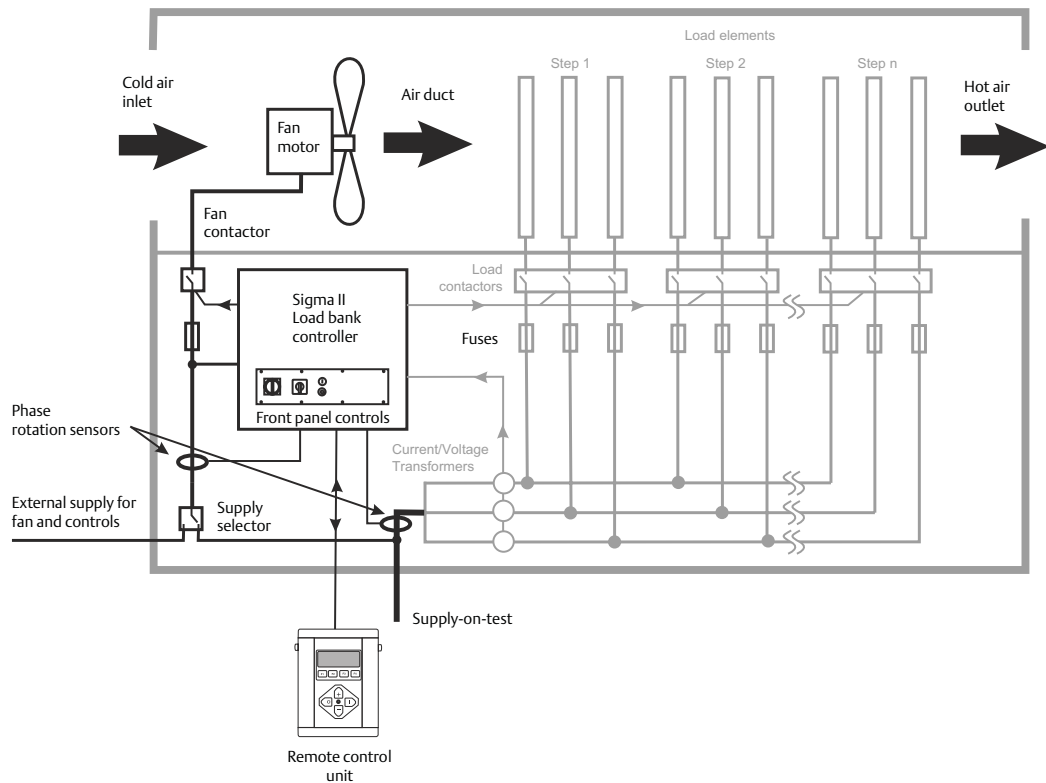 Load elements
Step 1
Step 2
Step n
Cold air
inlet
Air duct
Hot air
outlet
Fan
motor
Fan
contactor
Load
contactors
Sigma II
Load bank
controller
Fuses
Front panel controls
Phase
rotation sensors
Current/Voltage
Transformers
External supply for
fan and controls
Supply
selector
Supply-on-test
Remote control
unit